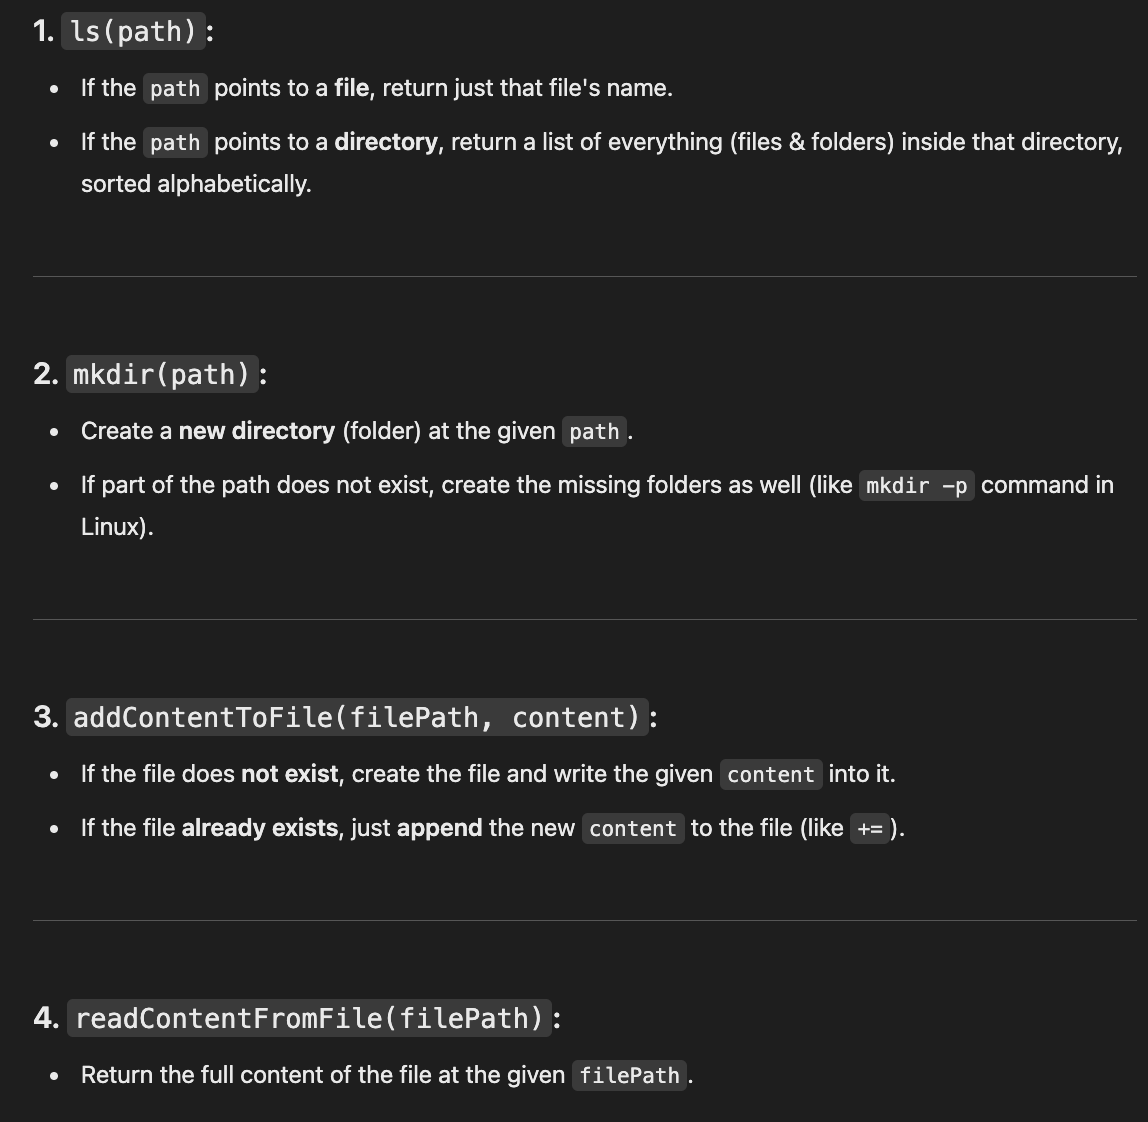 1. ls(path):
• If the path points to a file, return just that file's name.
• If the path points to a directory, return a list of everything (files & folders) inside that directory,
sorted alphabetically.
2. mkdir(path):
• Create a new directory (folder) at the given path.
• If part of the path does not exist, create the missing folders as well (like mkdir -p command in
Linux).
3. addContentToFile(filePath, content):
• If the file does not exist, create the file and write the given content into it.
• If the file already exists, just append the new content to the file (like +=).
4. readContentFromFile(filePath):
• Return the full content of the file at the given filePath.